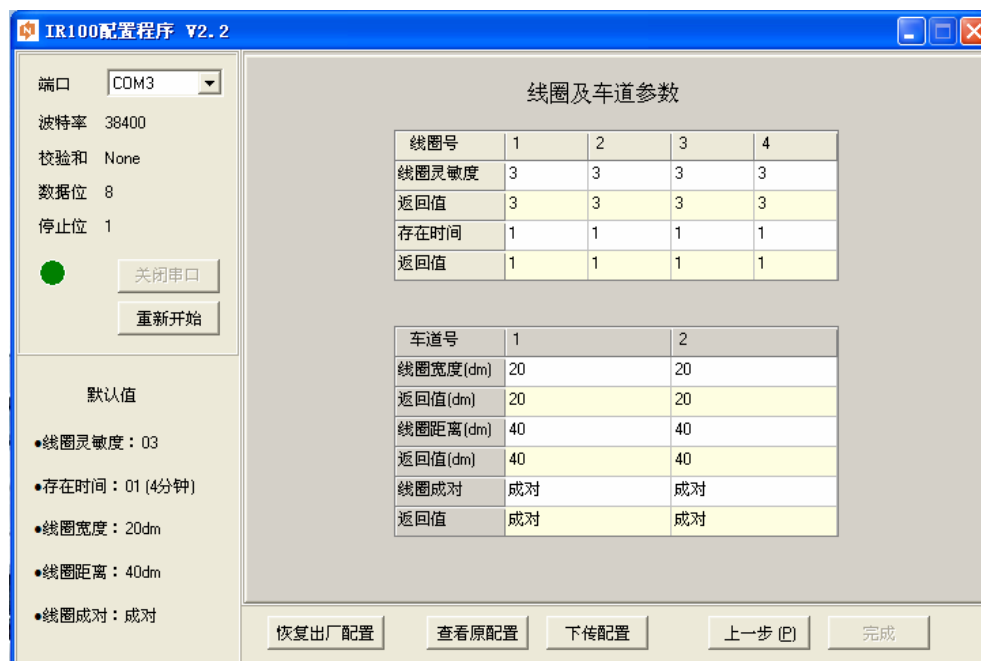 IR100配置程序 V2.2
端口 COM3
波特率 38400
校验和 None
数据位 8
停止位 1
关闭串口
重新开始
默认值
●线圈灵敏度：03
●存在时间：01 (4分钟)
●线圈宽度：20dm
●线圈距离：40dm
●线圈成对：成对
线圈及车道参数
线圈号 1 2 3 4
线圈灵敏度 3 3 3 3
返回值 3 3 3 3
存在时间 1 1 1 1
返回值 1 1 1 1
车道号 1 2
线圈宽度(dm) 20 20
返回值(dm) 20 20
线圈距离(dm) 40 40
返回值(dm) 40 40
线圈成对 成对 成对
返回值 成对 成对
恢复出厂配置 查看原配置 下传配置 上一步 (P) 完成